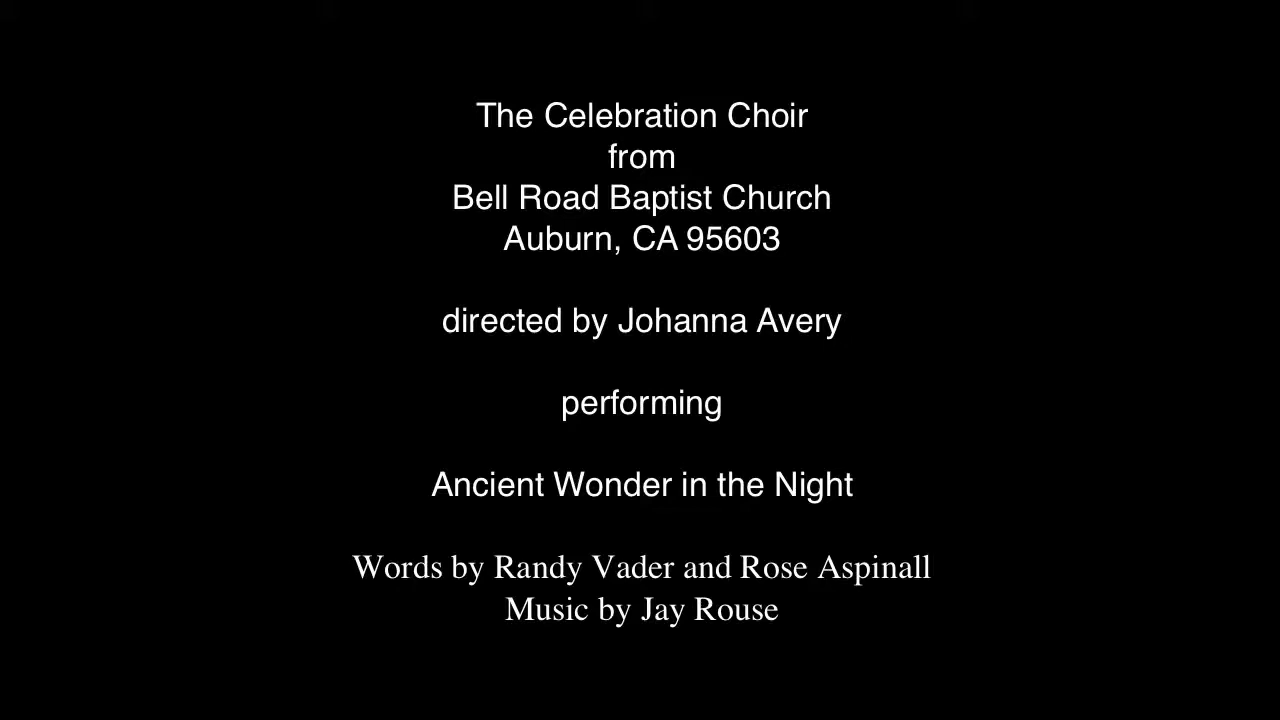 The Celebration Choir
from
Bell Road Baptist Church
Auburn, CA 95603
directed by Johanna Avery
performing
Ancient Wonder in the Night
Words by Randy Vader and Rose Aspinall
Music by Jay Rouse